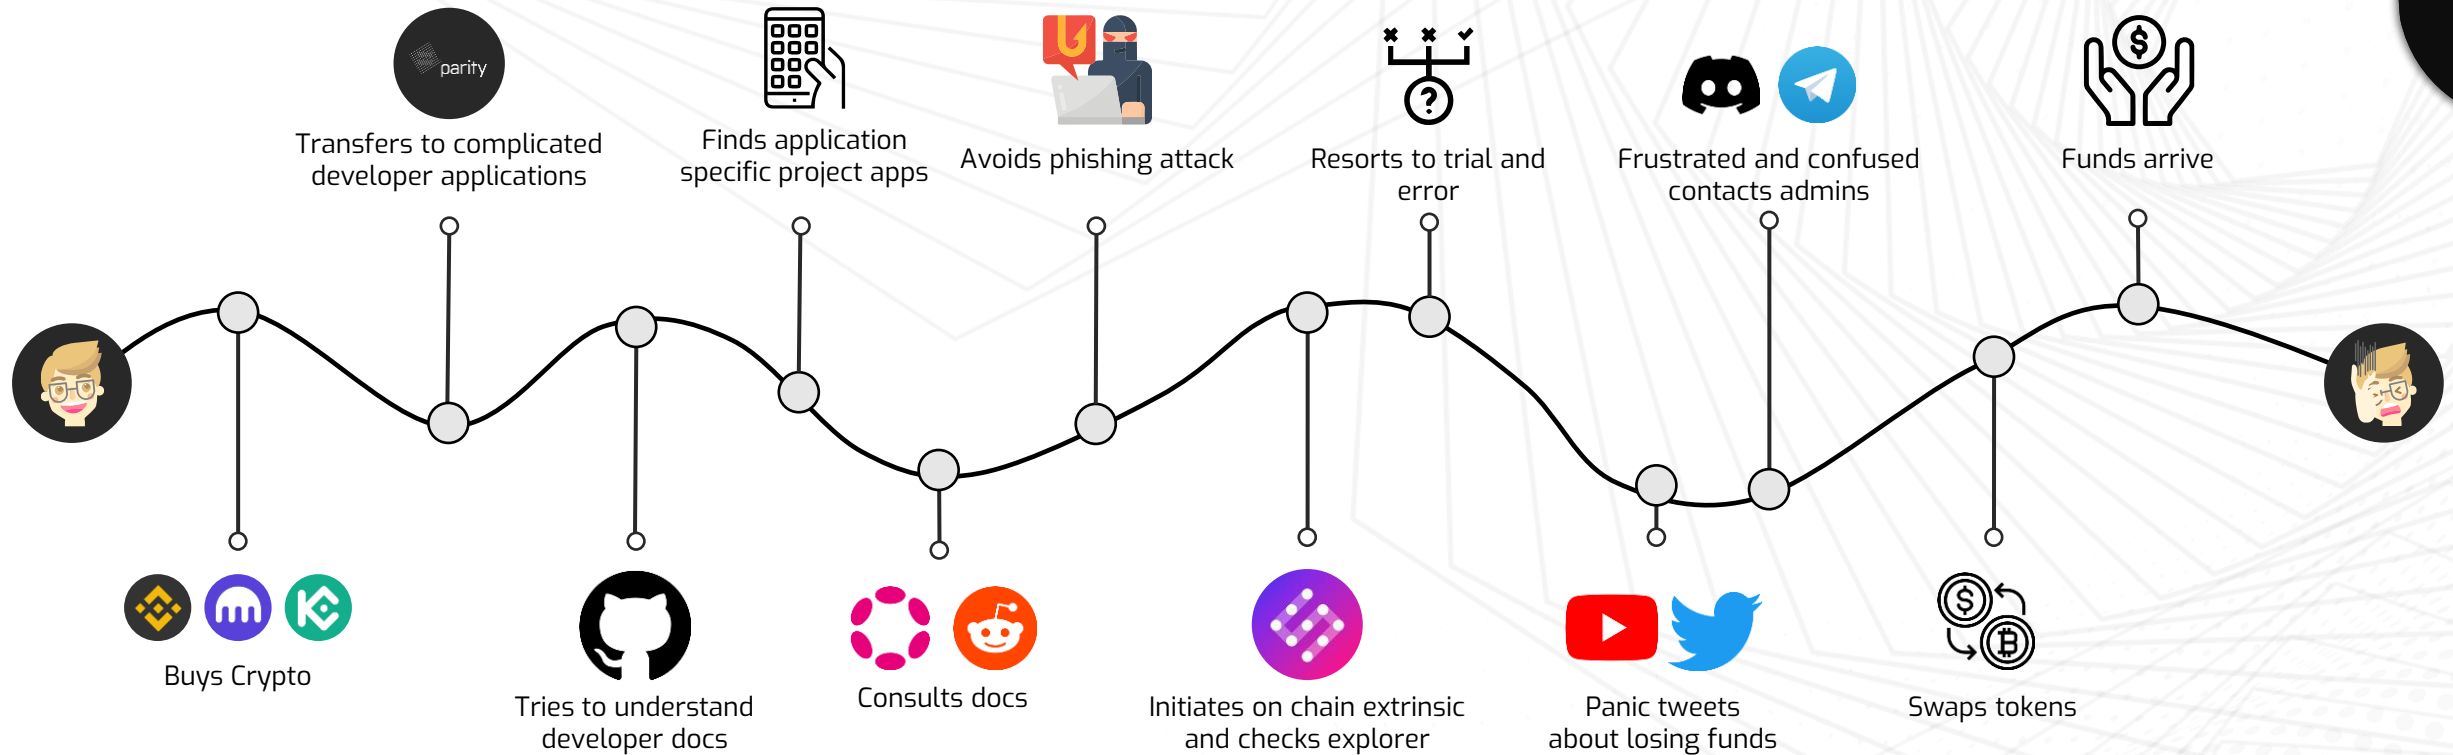 parity
Transfers to complicated
developer applications
Finds application
specific project apps
Avoids phishing attack
Resorts to trial and
error
Frustrated and confused
contacts admins
Funds arrive
Buys Crypto
Tries to understand
developer docs
Consults docs
Initiates on chain extrinsic
and checks explorer
Panic tweets
about losing funds
Swaps tokens